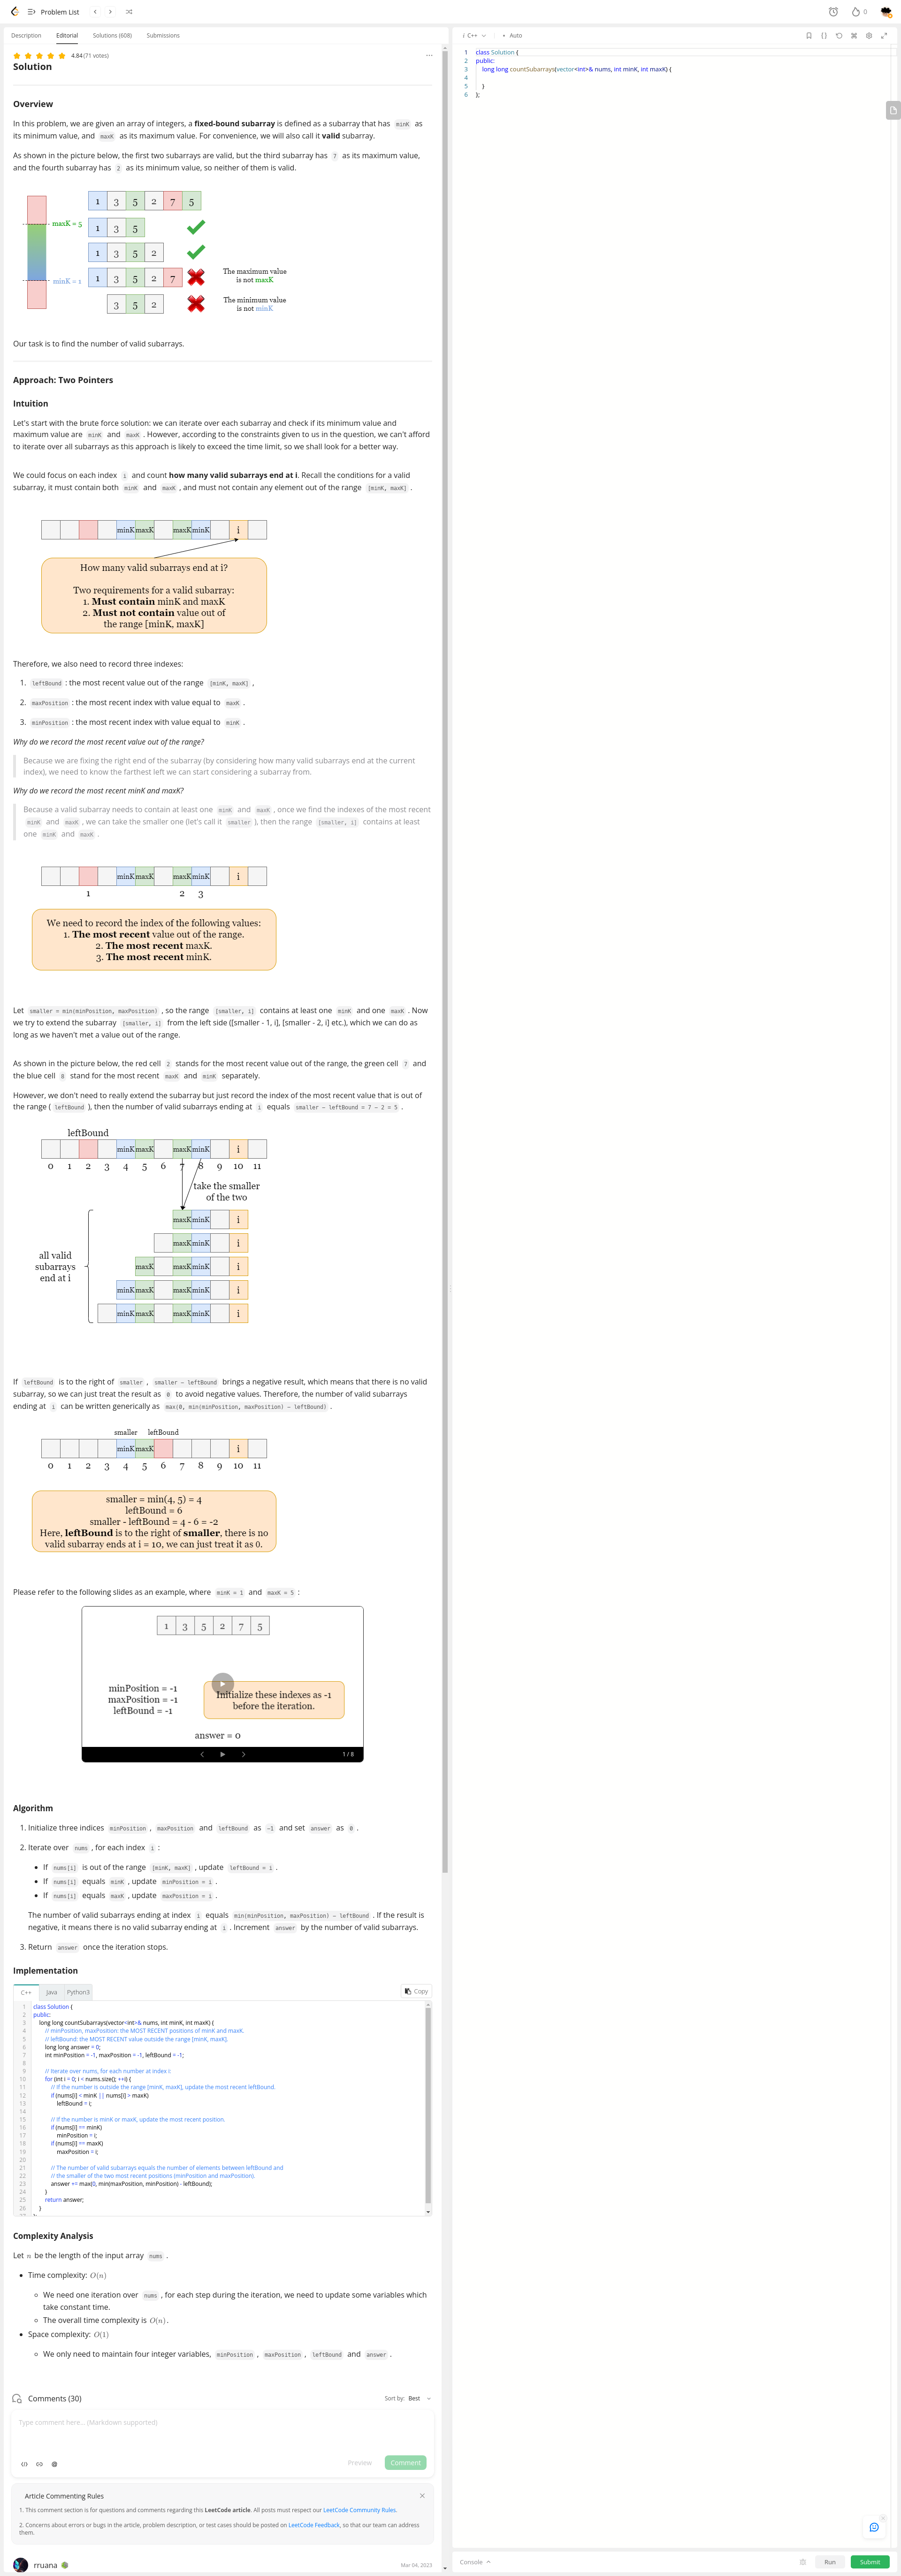 Problem List
0
Description Editorial Solutions (608) Submissions
4.84 (71 votes)
Solution
Overview
In this problem, we are given an array of integers, a fixed-bound subarray is defined as a subarray that has minK as
its minimum value, and maxK as its maximum value. For convenience, we will also call it valid subarray.
As shown in the picture below, the first two subarrays are valid, but the third subarray has 7 as its maximum value,
and the fourth subarray has 2 as its minimum value, so neither of them is valid.
1 3 5 2 7 5
maxK = 5
1 3 5
1 3 5 2
minK = 1
1 3 5 2 7
The maximum value
is not maxK
3 5 2
The minimum value
is not minK
Our task is to find the number of valid subarrays.
Approach: Two Pointers
Intuition
Let's start with the brute force solution: we can iterate over each subarray and check if its minimum value and
maximum value are minK and maxK . However, according to the constraints given to us in the question, we can't afford
to iterate over all subarrays as this approach is likely to exceed the time limit, so we shall look for a better way.
We could focus on each index i and count how many valid subarrays end at i. Recall the conditions for a valid
subarray, it must contain both minK and maxK , and must not contain any element out of the range [minK, maxK] .
minK maxK maxK minK i
How many valid subarrays end at i?
Two requirements for a valid subarray:
1. Must contain minK and maxK
2. Must not contain value out of
the range [minK, maxK]
Therefore, we also need to record three indexes:
1. leftBound : the most recent value out of the range [minK, maxK] ,
2. maxPosition : the most recent index with value equal to maxK .
3. minPosition : the most recent index with value equal to minK .
Why do we record the most recent value out of the range?
Because we are fixing the right end of the subarray (by considering how many valid subarrays end at the current
index), we need to know the farthest left we can start considering a subarray from.
Why do we record the most recent minK and maxK?
Because a valid subarray needs to contain at least one minK and maxK , once we find the indexes of the most recent
minK and maxK , we can take the smaller one (let's call it smaller ), then the range [smaller, i] contains at least
one minK and maxK .
minK maxK maxK minK i
1 2 3
We need to record the index of the following values:
1. The most recent value out of the range.
2. The most recent maxK.
3. The most recent minK.
Let smaller = min(minPosition, maxPosition) , so the range [smaller, i] contains at least one minK and one maxK . Now
we try to extend the subarray [smaller, i] from the left side ([smaller - 1, i], [smaller - 2, i] etc.), which we can do as
long as we haven't met a value out of the range.
As shown in the picture below, the red cell 2 stands for the most recent value out of the range, the green cell 7 and
the blue cell 8 stand for the most recent maxK and minK separately.
However, we don't need to really extend the subarray but just record the index of the most recent value that is out of
the range ( leftBound ), then the number of valid subarrays ending at i equals smaller - leftBound = 7 - 2 = 5 .
leftBound
minK maxK maxK minK i
0 1 2 3 4 5 6 7 8 9 10 11
take the smaller
of the two
maxK minK i
maxK minK i
all valid
subarrays
end at i
maxK maxK minK i
minK maxK maxK minK i
minK maxK maxK minK i
If leftBound is to the right of smaller , smaller - leftBound brings a negative result, which means that there is no valid
subarray, so we can just treat the result as 0 to avoid negative values. Therefore, the number of valid subarrays
ending at i can be written generically as max(0, min(minPosition, maxPosition) - leftBound) .
smaller leftBound
minK maxK i
0 1 2 3 4 5 6 7 8 9 10 11
smaller = min(4, 5) = 4
leftBound = 6
smaller - leftBound = 4 - 6 = -2
Here, leftBound is to the right of smaller, there is no
valid subarray ends at i = 10, we can just treat it as 0.
Please refer to the following slides as an example, where minK = 1 and maxK = 5 :
1 3 5 2 7 5
minPosition = -1
maxPosition = -1
leftBound = -1
Initialize these indexes as -1
before the iteration.
answer = 0
1 / 8
Algorithm
1. Initialize three indices minPosition , maxPosition and leftBound as -1 and set answer as 0 .
2. Iterate over nums , for each index i :
If nums[i] is out of the range [minK, maxK] , update leftBound = i .
If nums[i] equals minK , update minPosition = i .
If nums[i] equals maxK , update maxPosition = i .
The number of valid subarrays ending at index i equals min(minPosition, maxPosition) - leftBound . If the result is
negative, it means there is no valid subarray ending at i . Increment answer by the number of valid subarrays.
3. Return answer once the iteration stops.
Implementation
C++ Java Python3 Copy
1 class Solution {
2 public:
3 long long countSubarrays(vector<int>& nums, int minK, int maxK) {
4 // minPosition, maxPosition: the MOST RECENT positions of minK and maxK.
5 // leftBound: the MOST RECENT value outside the range [minK, maxK].
6 long long answer = 0;
7 int minPosition = -1, maxPosition = -1, leftBound = -1;
8
9 // Iterate over nums, for each number at index i:
10 for (int i = 0; i < nums.size(); ++i) {
11 // If the number is outside the range [minK, maxK], update the most recent leftBound.
12 if (nums[i] < minK || nums[i] > maxK)
13 leftBound = i;
14
15 // If the number is minK or maxK, update the most recent position.
16 if (nums[i] == minK)
17 minPosition = i;
18 if (nums[i] == maxK)
19 maxPosition = i;
20
21 // The number of valid subarrays equals the number of elements between leftBound and
22 // the smaller of the two most recent positions (minPosition and maxPosition).
23 answer += max(0, min(maxPosition, minPosition) - leftBound);
24 }
25 return answer;
26 }
Complexity Analysis
Let n be the length of the input array nums .
Time complexity: O(n)
We need one iteration over nums , for each step during the iteration, we need to update some variables which
take constant time.
The overall time complexity is O(n).
Space complexity: O(1)
We only need to maintain four integer variables, minPosition , maxPosition , leftBound and answer .
Comments (30)
Sort by: Best
Type comment here... (Markdown supported)
Preview Comment
Article Commenting Rules
1. This comment section is for questions and comments regarding this LeetCode article. All posts must respect our LeetCode Community Rules.
2. Concerns about errors or bugs in the article, problem description, or test cases should be posted on LeetCode Feedback, so that our team can address
them.
rruana
Mar 04, 2023
i C++ Auto
1 class Solution {
2 public:
3 long long countSubarrays(vector<int>& nums, int minK, int maxK) {
4
5 }
6 };
Console Run Submit